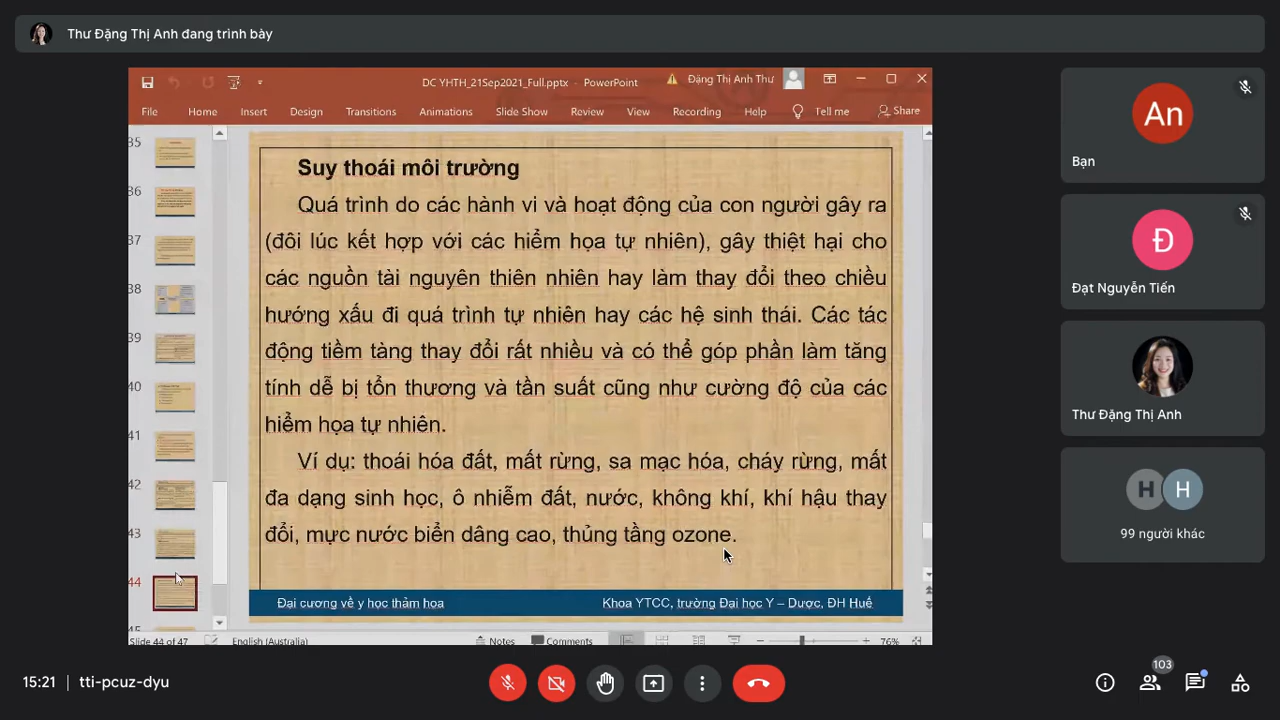 Thư Đặng Thị Anh đang trình bày
DC YHTH_21Sep2021_Full.pptx - PowerPoint
Đặng Thị Anh Thư
File Home Insert Design Transitions Animations Slide Show Review View Recording Help Tell me Share
35
36
37
38
39
40
41
42
43
44
45
Suy thoái môi trường
Quá trình do các hành vi và hoạt động của con người gây ra
(đôi lúc kết hợp với các hiểm họa tự nhiên), gây thiệt hại cho
các nguồn tài nguyên thiên nhiên hay làm thay đổi theo chiều
hướng xấu đi quá trình tự nhiên hay các hệ sinh thái. Các tác
động tiềm tàng thay đổi rất nhiều và có thể góp phần làm tăng
tính dễ bị tổn thương và tần suất cũng như cường độ của các
hiểm họa tự nhiên.
Ví dụ: thoái hóa đất, mất rừng, sa mạc hóa, cháy rừng, mất
đa dạng sinh học, ô nhiễm đất, nước, không khí, khí hậu thay
đổi, mực nước biển dâng cao, thủng tầng ozone.
Đại cương về y học thảm họa
Khoa YTCC, trường Đại học Y – Dược, ĐH Huế
Slide 44 of 47
English (Australia)
Notes
Comments
76%
An
Bạn
Đ
Đạt Nguyễn Tiến
Thư Đặng Thị Anh
H H
99 người khác
15:21
tti-pcuz-dyu
103